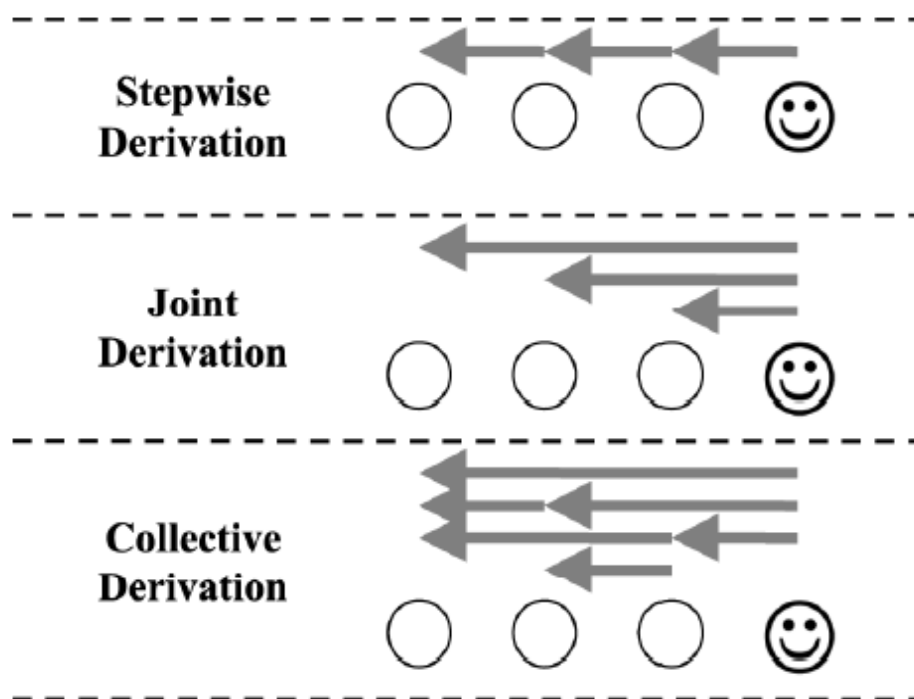 Stepwise
Derivation
Joint
Derivation
Collective
Derivation